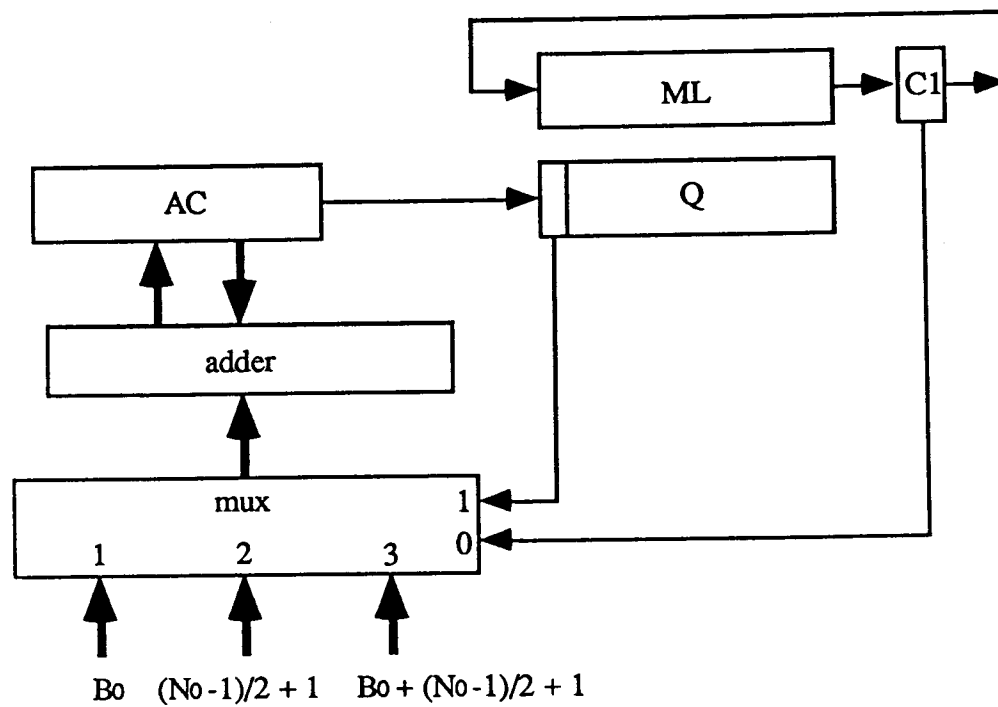 ML
C1
AC
Q
adder
mux
1
0
1
2
3
Bo
(No-1)/2 + 1
Bo + (No-1)/2 + 1